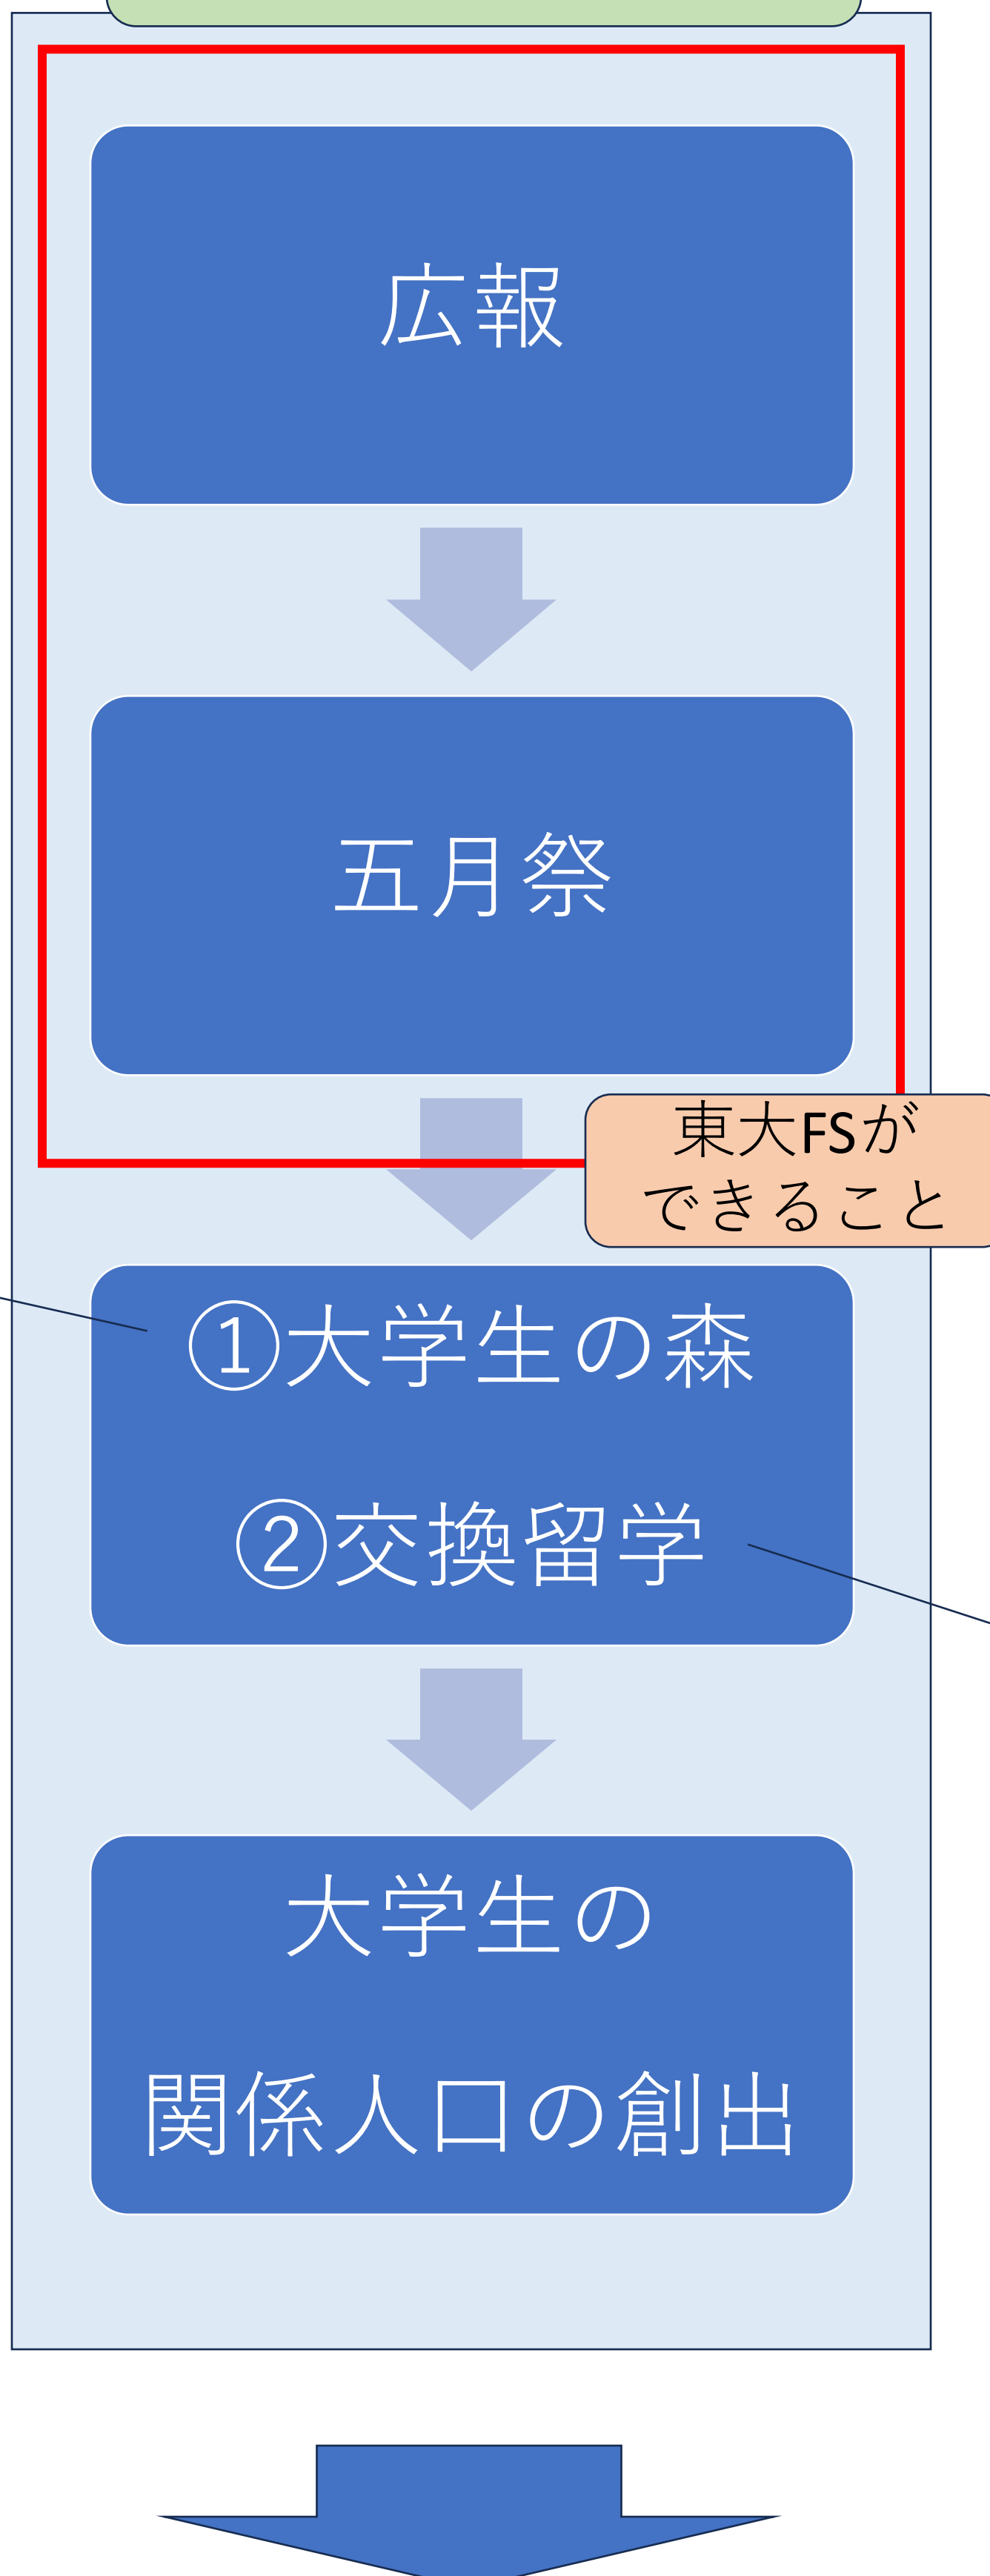 広報
五月祭
東大FSが
できること
①大学生の森
②交換留学
大学生の
関係人口の創出